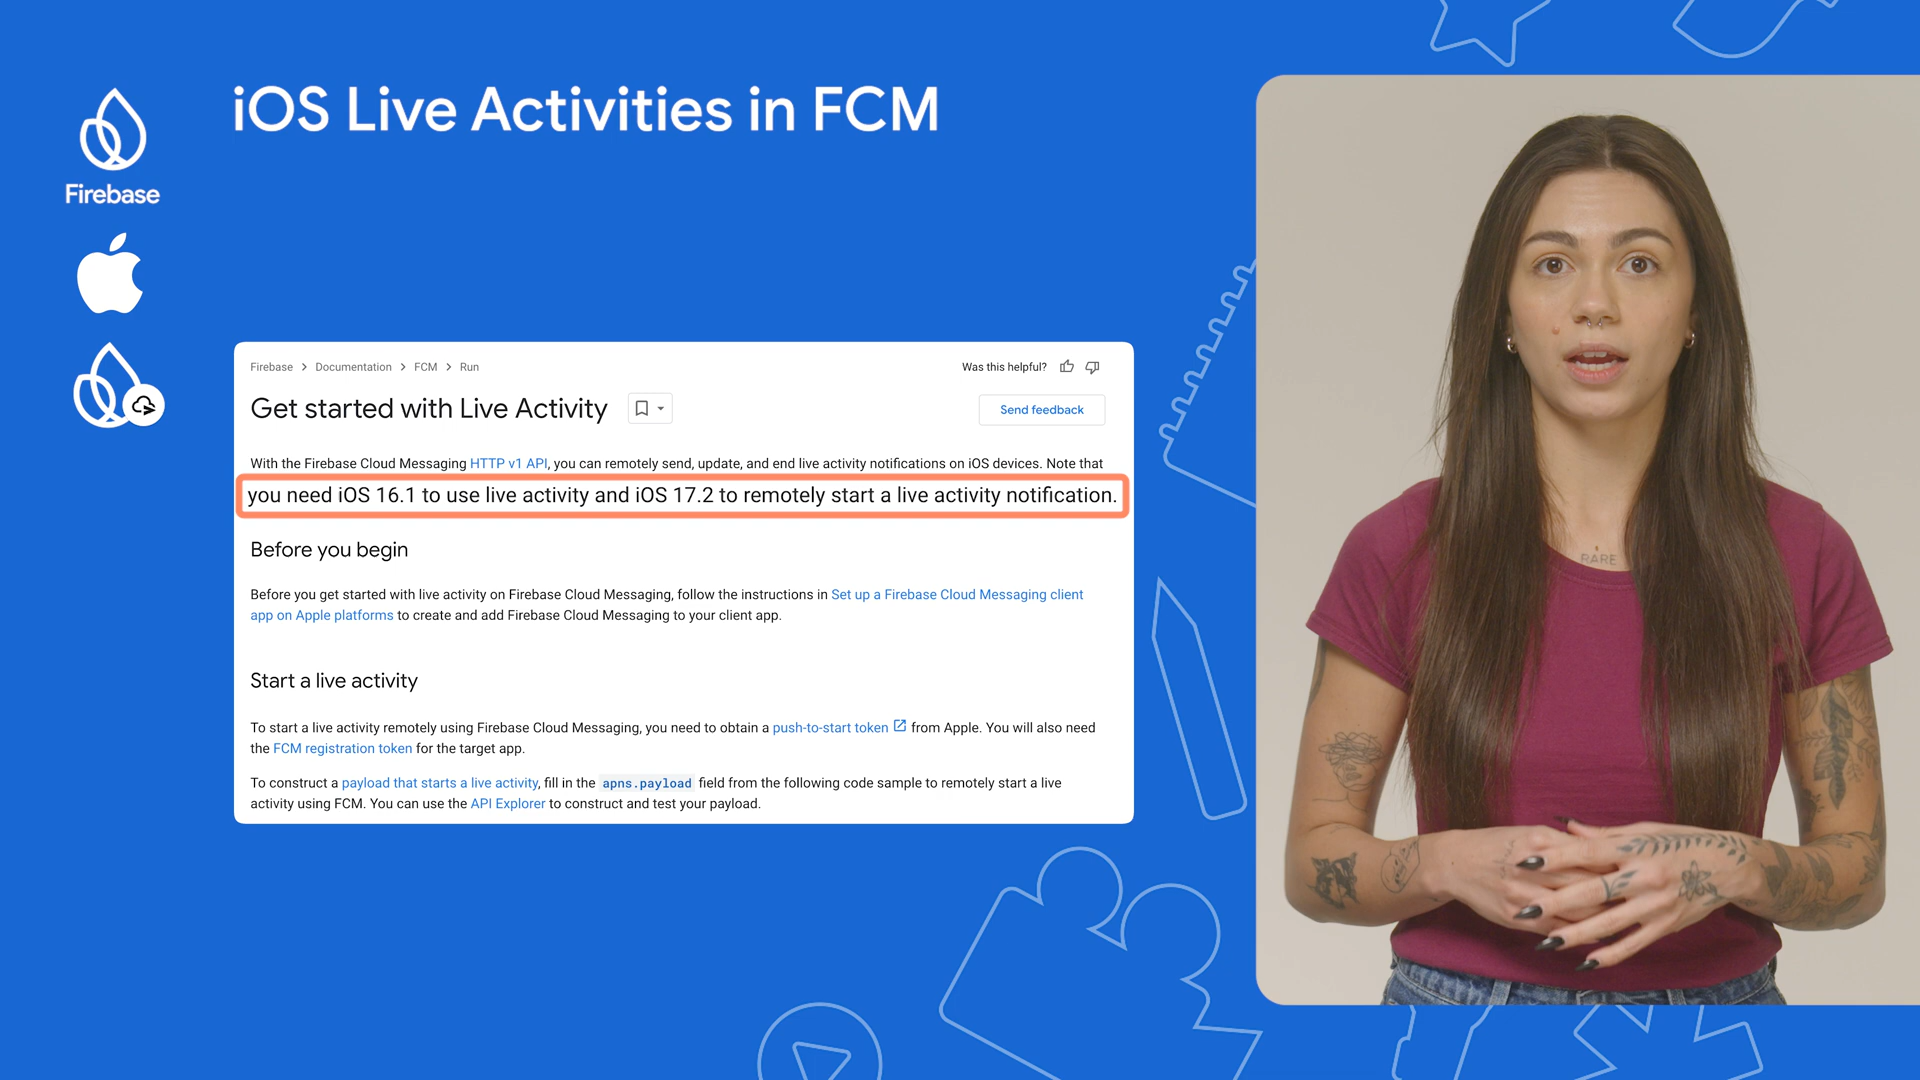 iOS Live Activities in FCM
Firebase
Firebase > Documentation > FCM > Run
Was this helpful?
Get started with Live Activity
Send feedback
With the Firebase Cloud Messaging HTTP v1 API, you can remotely send, update, and end live activity notifications on iOS devices. Note that
you need iOS 16.1 to use live activity and iOS 17.2 to remotely start a live activity notification.
Before you begin
Before you get started with live activity on Firebase Cloud Messaging, follow the instructions in Set up a Firebase Cloud Messaging client
app on Apple platforms to create and add Firebase Cloud Messaging to your client app.
Start a live activity
To start a live activity remotely using Firebase Cloud Messaging, you need to obtain a push-to-start token from Apple. You will also need
the FCM registration token for the target app.
To construct a payload that starts a live activity, fill in the apns.payload field from the following code sample to remotely start a live
activity using FCM. You can use the API Explorer to construct and test your payload.
RARE